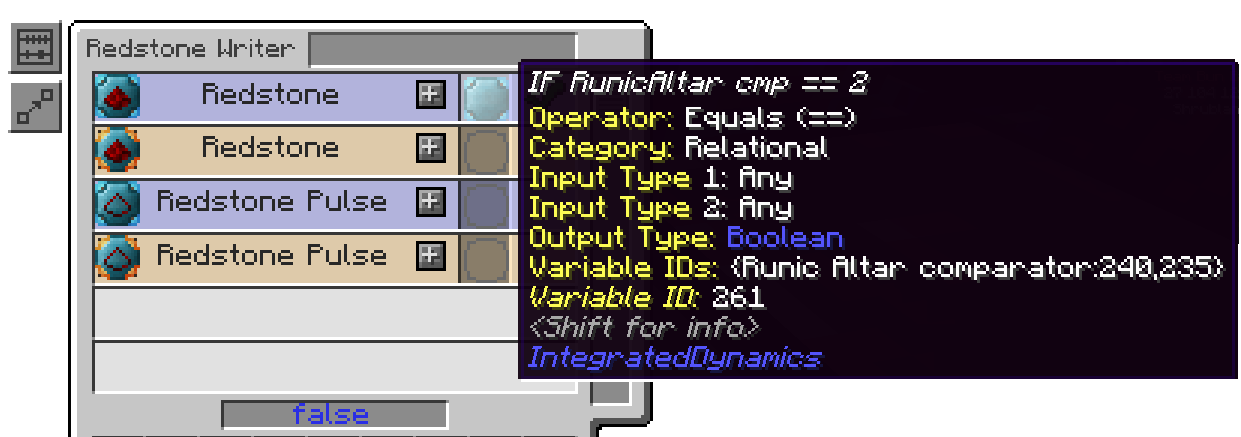 Redstone Writer
Redstone
Redstone
Redstone Pulse
Redstone Pulse
false
IF RunicAltar cmp == 2
Operator: Equals (==)
Category: Relational
Input Type 1: Any
Input Type 2: Any
Output Type: Boolean
Variable IDs: {Runic Altar comparator:240,235}
Variable ID: 261
<Shift for info>
IntegratedDynamics